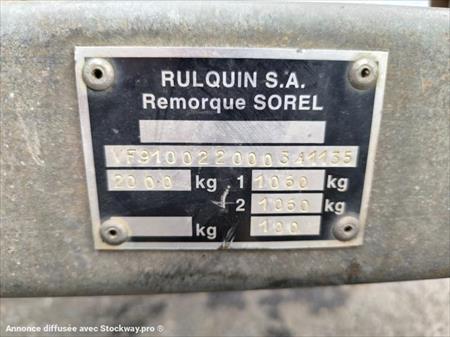 RULQUIN S.A.
Remorque SOREL
VF9100220003A1135
2000 kg 1 1060 kg
2 1060 kg
kg 100
Annonce diffusée avec Stockway.pro ®